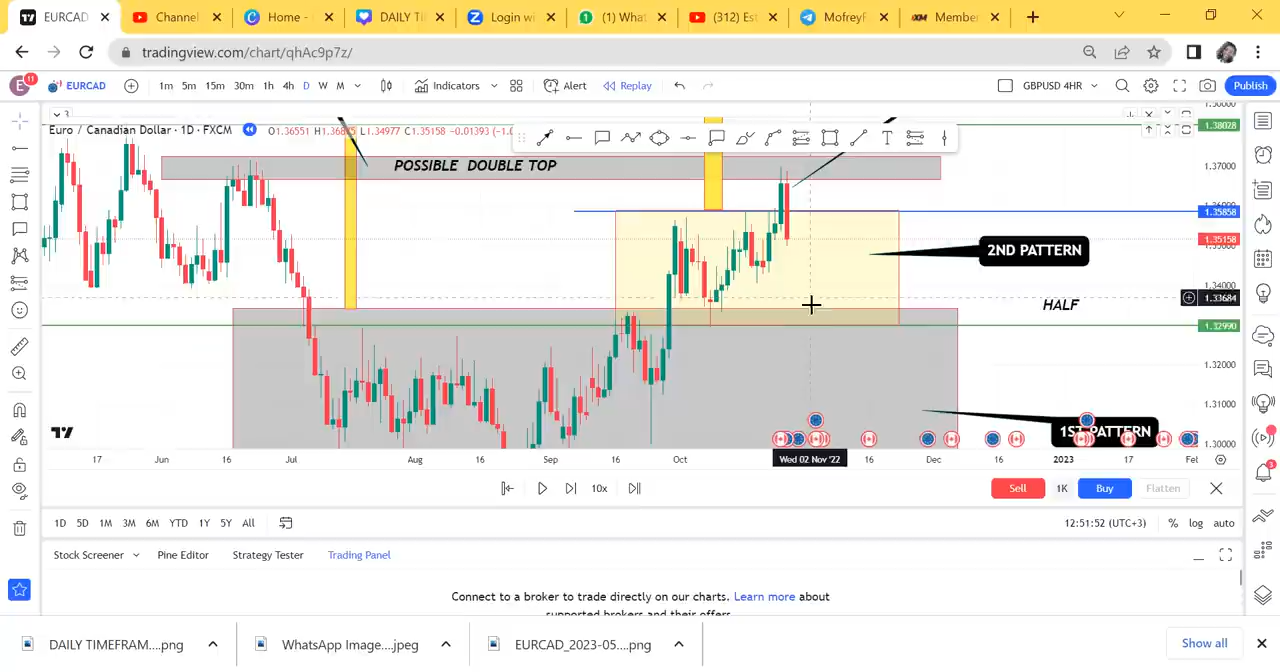 EURCAD
Channel
Home -
DAILY TI
Login wi
(1) What
(312) Est
MofreyF
Member
tradingview.com/chart/qhAc9p7z/
E 11
EURCAD 1m 5m 15m 30m 1h 4h D W M Indicators Alert Replay GBPUSD 4HR Publish
3
Euro / Canadian Dollar · 1D · FXCM O1.36551 L1.34977 C1.35158 −0.01393
POSSIBLE DOUBLE TOP
2ND PATTERN
HALF
1ST PATTERN
1.38028
1.37000
1.35858
1.35158
1.34000
1.33684
1.32990
1.32000
1.31000
1.30000
17 Jun 16 Jul Aug 16 Sep 16 Oct Wed 02 Nov '22 16 Dec 16 2023 17 Feb
10x Sell 1K Buy Flatten
1D 5D 1M 3M 6M YTD 1Y 5Y All 12:51:52 (UTC+3) % log auto
Stock Screener Pine Editor Strategy Tester Trading Panel
Connect to a broker to trade directly on our charts. Learn more about
supported brokers and their offers.
DAILY TIMEFRAM....png WhatsApp Image....jpeg EURCAD_2023-05....png Show all